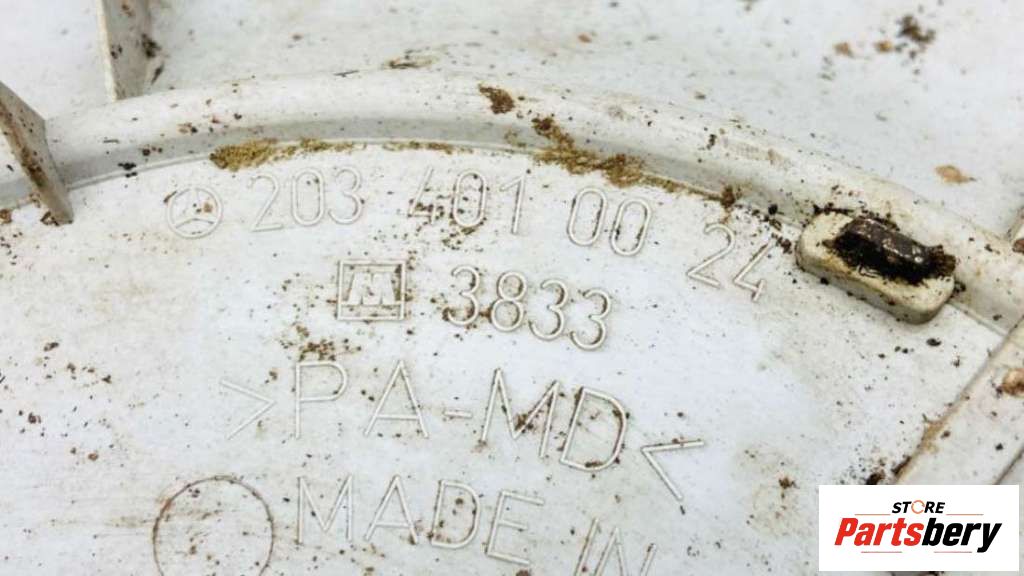 203 401 00 24
M 3833
>PA-MD<
MADE IN
STORE
Partsbery